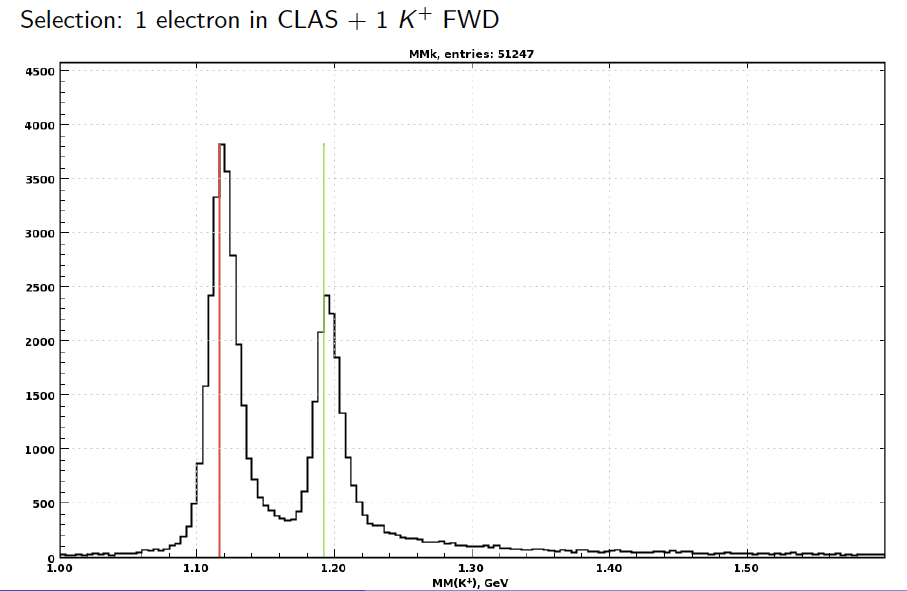 Selection: 1 electron in CLAS + 1 K⁺ FWD
MMk, entries: 51247
4500
4000
3500
3000
2500
2000
1500
1000
500
0
1.00 1.10 1.20 1.30 1.40 1.50
MM(K⁺), GeV